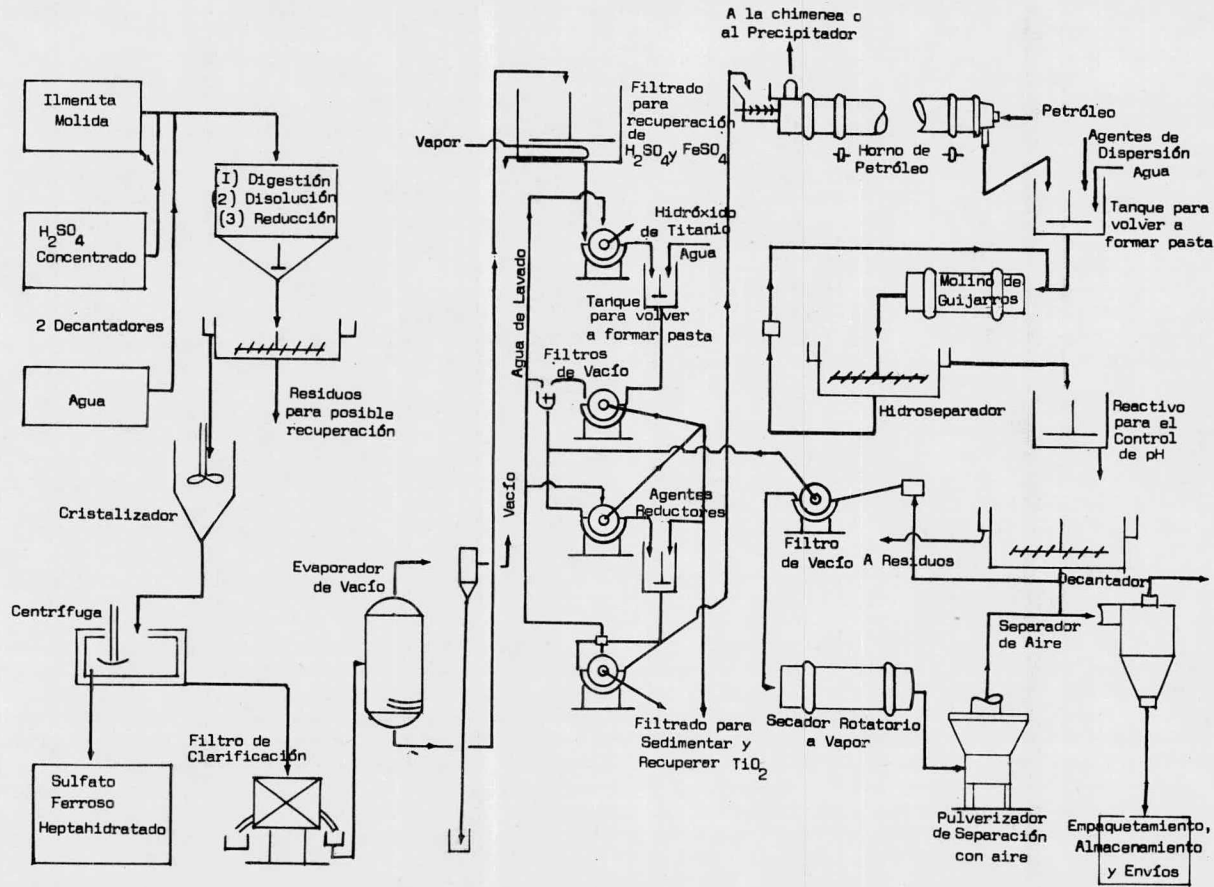 A la chimenea o
al Precipitador
Ilmenita
Molida
(I) Digestión
(2) Disolución
(3) Reducción
H2SO4
Concentrado
2 Decantadores
Agua
Residuos
para posible
recuperación
Cristalizador
Centrífuga
Sulfato
Ferroso
Heptahidratado
Filtro de
Clarificación
Evaporador
de Vacío
Vacío
Vapor
Filtrado
para
recuperación
de
H2SO4 y FeSO4
Agua de Lavado
Hidróxido
de Titanio
Agua
Tanque
para volver
a formar pasta
Filtros
de Vacío
Agentes
Reductores
Filtrado para
Sedimentar y
Recuperar TiO2
Horno de
Petróleo
Petróleo
Agentes de
Dispersión
Agua
Tanque para
volver a
formar pasta
Molino de
Guijarros
Hidroseparador
Reactivo
para el
Control
de pH
Filtro
de Vacío
A Residuos
Decantador
Separador
de Aire
Secador Rotatorio
a Vapor
Pulverizador
de Separación
con aire
Empaquetamiento,
Almacenamiento
y Envíos